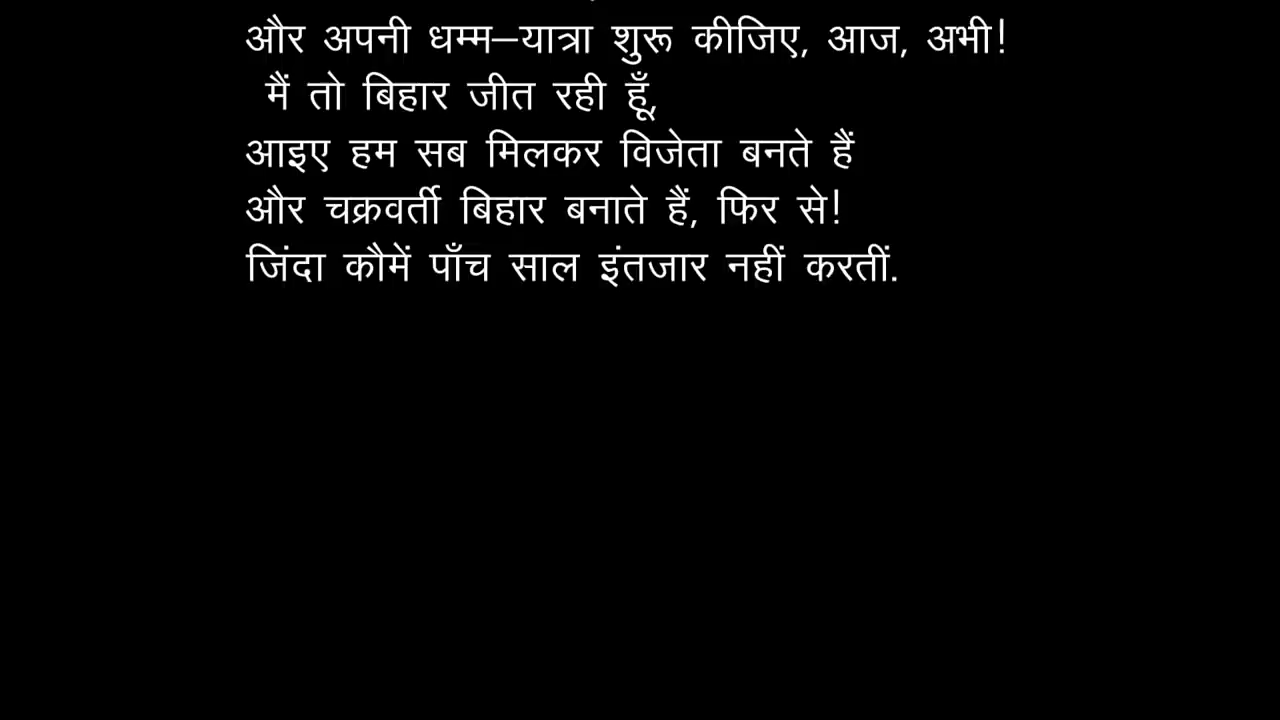 और अपनी धम्म–यात्रा शुरू कीजिए, आज, अभी!
मैं तो बिहार जीत रही हूँ,
आइए हम सब मिलकर विजेता बनते हैं
और चक्रवर्ती बिहार बनाते हैं, फिर से!
जिंदा कौमें पाँच साल इंतजार नहीं करतीं.